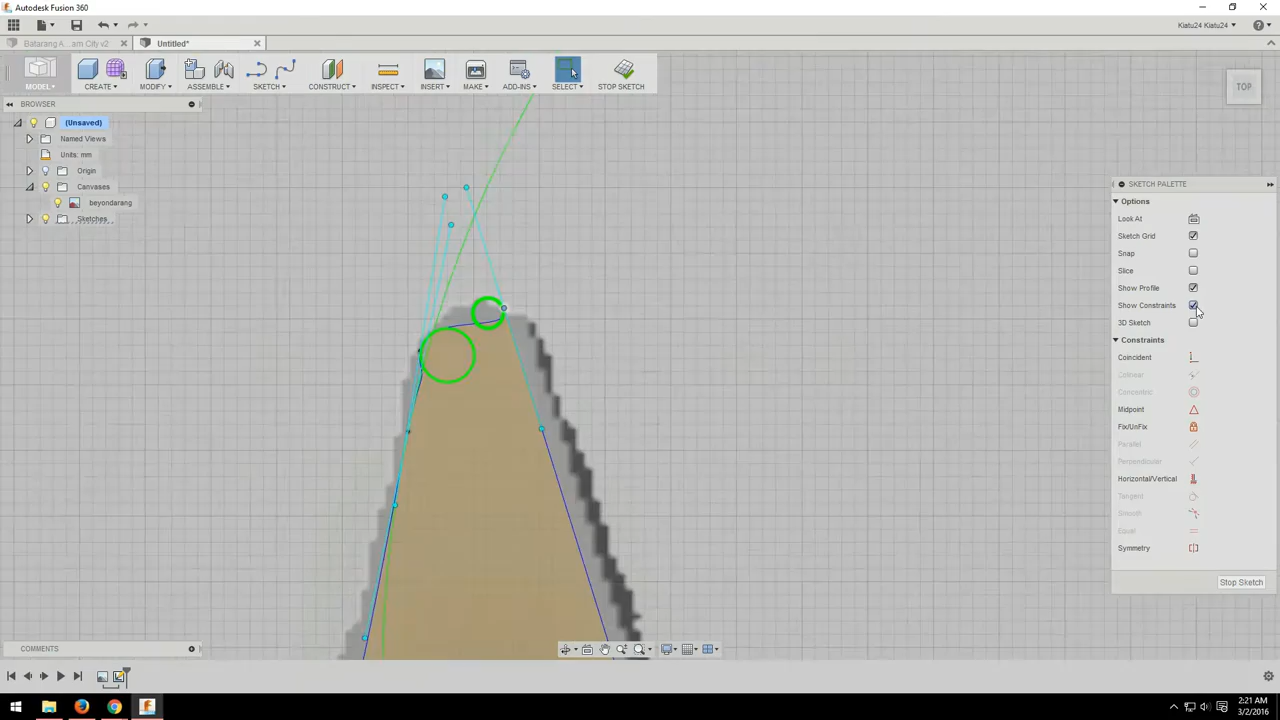 Autodesk Fusion 360
Kiatu24 Kiatu24
Batarang A...am City v2
Untitled*
MODEL
CREATE
MODIFY
ASSEMBLE
SKETCH
CONSTRUCT
INSPECT
INSERT
MAKE
ADD-INS
SELECT
STOP SKETCH
TOP
BROWSER
(Unsaved)
Named Views
Units: mm
Origin
Canvases
beyondarang
Sketches
SKETCH PALETTE
Options
Look At
Sketch Grid
Snap
Slice
Show Profile
Show Constraints
3D Sketch
Constraints
Coincident
Colinear
Concentric
Midpoint
Fix/UnFix
Parallel
Perpendicular
Horizontal/Vertical
Tangent
Smooth
Equal
Symmetry
Stop Sketch
COMMENTS
2:21 AM
3/2/2016